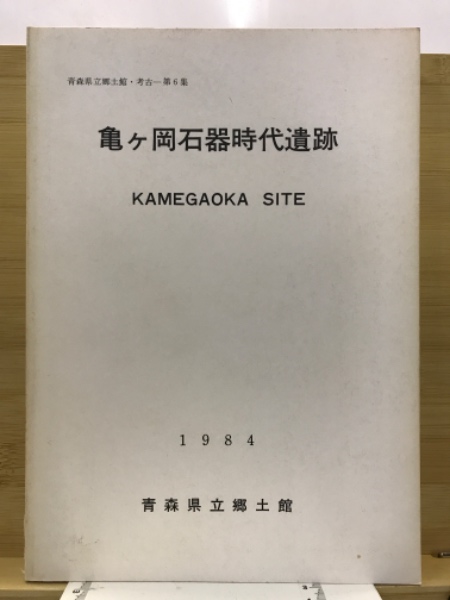 青森県立郷土館・考古―第6集
亀ヶ岡石器時代遺跡
KAMEGAOKA SITE
1984
青森県立郷土館